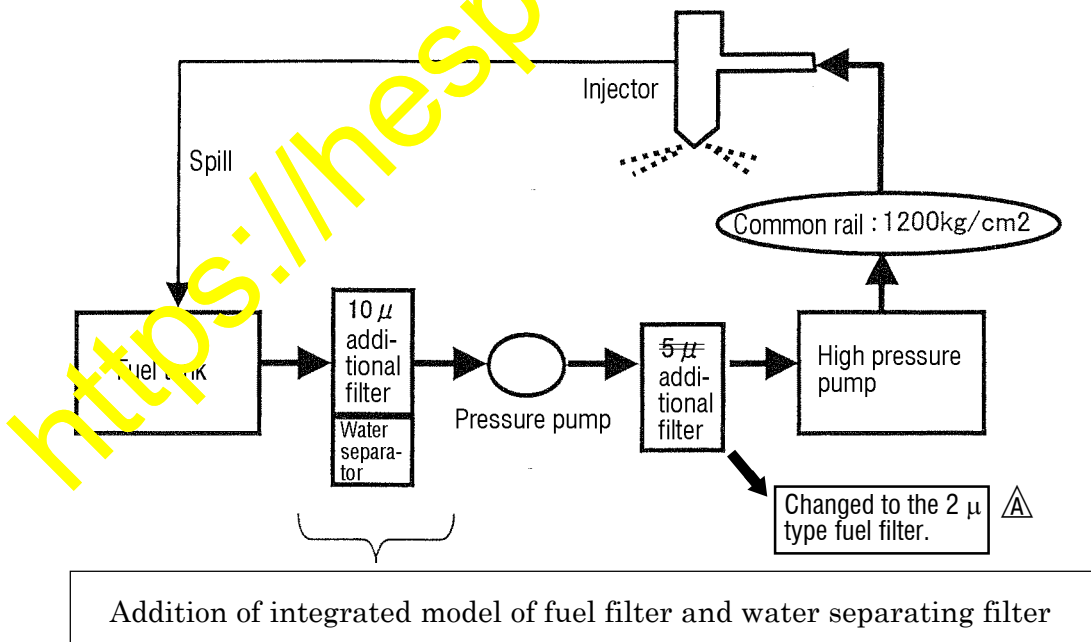 Injector
Spill
Common rail : 1200kg/cm2
Fuel tank
10 μ
addi-
tional
filter
Water
separa-
tor
Pressure pump
5 μ
addi-
tional
filter
High pressure
pump
Changed to the 2 μ
type fuel filter.
A
Addition of integrated model of fuel filter and water separating filter
https://hesp